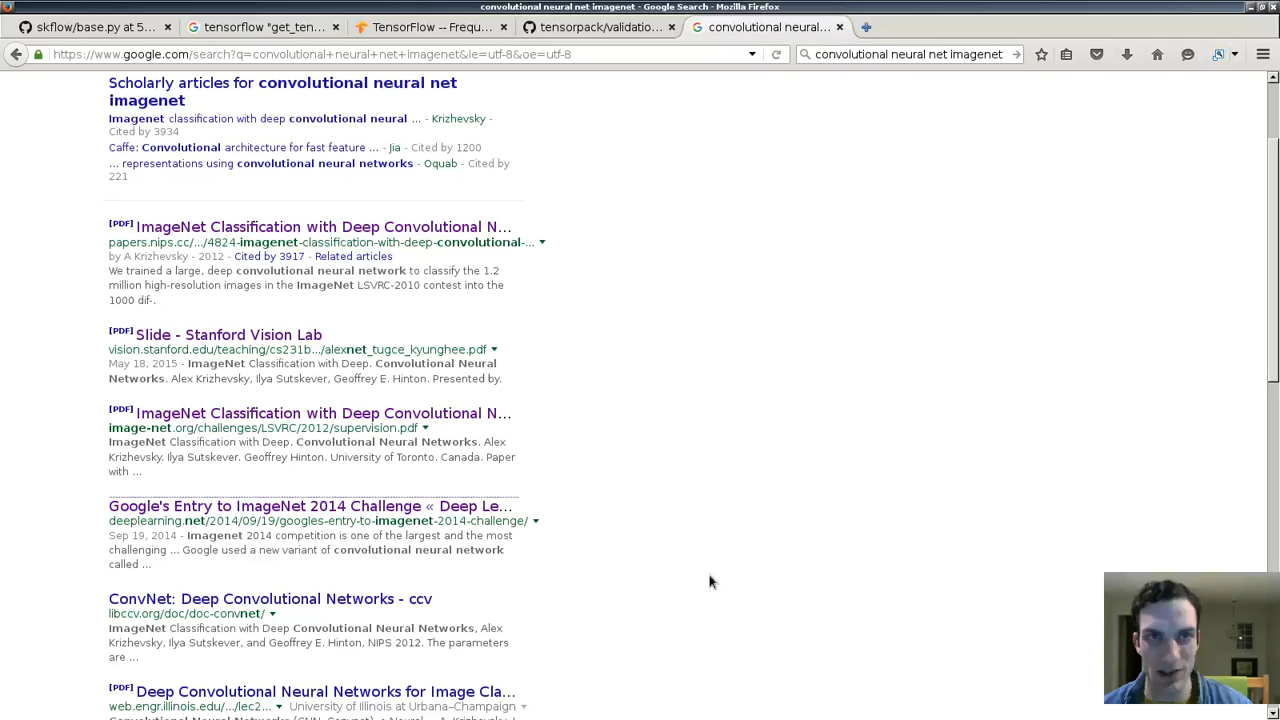 convolutional neural net imagenet - Google Search - Mozilla Firefox
skflow/base.py at 5...
tensorflow "get_ten...
TensorFlow -- Frequ...
tensorpack/validatio...
convolutional neural...
https://www.google.com/search?q=convolutional+neural+net+imagenet&ie=utf-8&oe=utf-8
convolutional neural net imagenet
Scholarly articles for convolutional neural net
imagenet
Imagenet classification with deep convolutional neural ... - Krizhevsky -
Cited by 3934
Caffe: Convolutional architecture for fast feature ... - Jia - Cited by 1200
... representations using convolutional neural networks - Oquab - Cited by
221
[PDF] ImageNet Classification with Deep Convolutional N...
papers.nips.cc/.../4824-imagenet-classification-with-deep-convolutional-...
by A Krizhevsky - 2012 - Cited by 3917 - Related articles
We trained a large, deep convolutional neural network to classify the 1.2
million high-resolution images in the ImageNet LSVRC-2010 contest into the
1000 dif-.
[PDF] Slide - Stanford Vision Lab
vision.stanford.edu/teaching/cs231b.../alexnet_tugce_kyunghee.pdf
May 18, 2015 - ImageNet Classification with Deep. Convolutional Neural
Networks. Alex Krizhevsky, Ilya Sutskever, Geoffrey E. Hinton. Presented by.
[PDF] ImageNet Classification with Deep Convolutional N...
image-net.org/challenges/LSVRC/2012/supervision.pdf
ImageNet Classification with Deep. Convolutional Neural Networks. Alex
Krizhevsky. Ilya Sutskever. Geoffrey Hinton. University of Toronto. Canada. Paper
with ...
Google's Entry to ImageNet 2014 Challenge « Deep Le...
deeplearning.net/2014/09/19/googles-entry-to-imagenet-2014-challenge/
Sep 19, 2014 - Imagenet 2014 competition is one of the largest and the most
challenging ... Google used a new variant of convolutional neural network
called ...
ConvNet: Deep Convolutional Networks - ccv
libccv.org/doc/doc-convnet/
ImageNet Classification with Deep Convolutional Neural Networks, Alex
Krizhevsky, Ilya Sutskever, and Geoffrey E. Hinton, NIPS 2012. The parameters
are ...
[PDF] Deep Convolutional Neural Networks for Image Cla...
web.engr.illinois.edu/.../lec2... University of Illinois at Urbana–Champaign